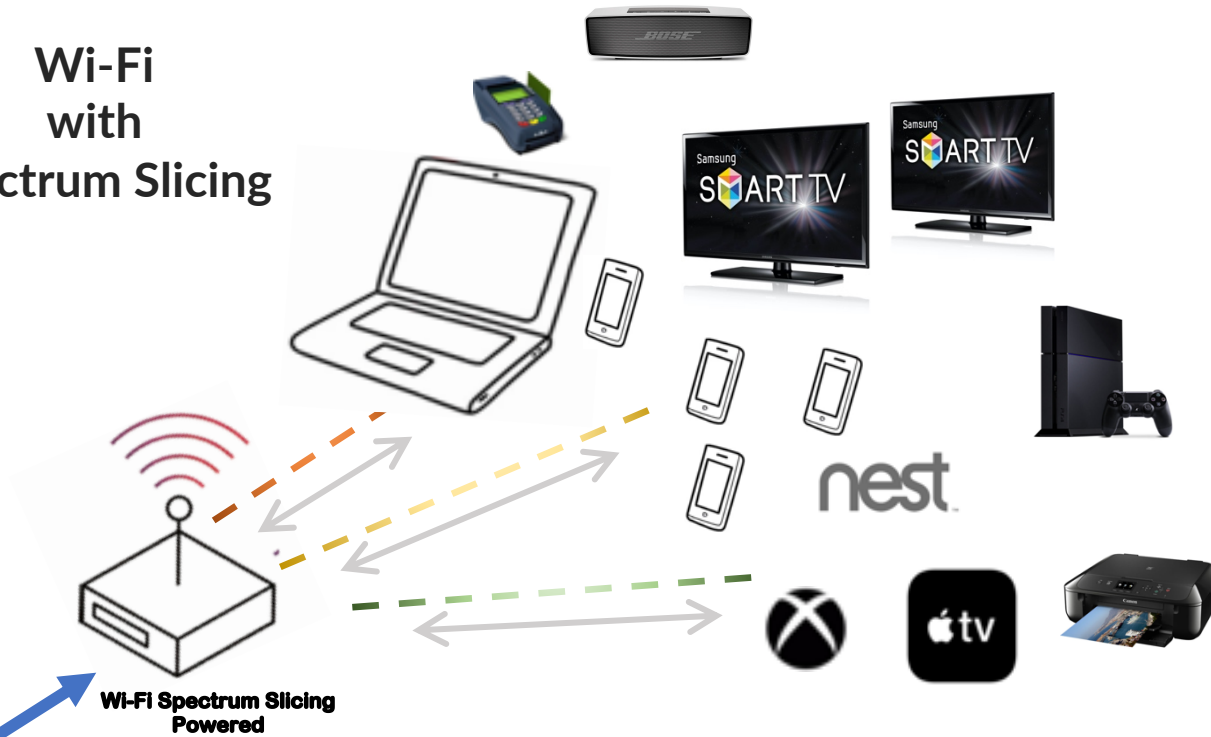 Wi-Fi
with
ctrum Slicing
BOSE
Samsung
SMART TV
Samsung
SMART TV
nest
tv
Canon
Wi-Fi Spectrum Slicing
Powered